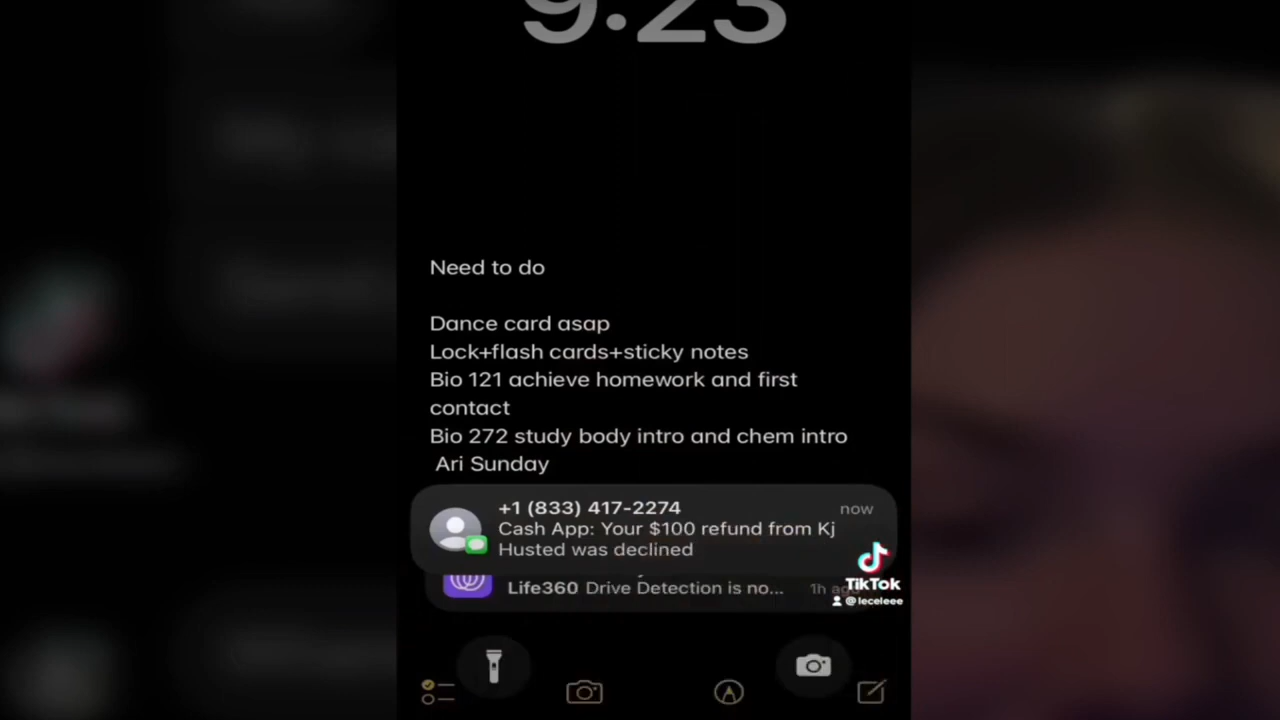 9:23
Need to do
Dance card asap
Lock+flash cards+sticky notes
Bio 121 achieve homework and first
contact
Bio 272 study body intro and chem intro
Ari Sunday
+1 (833) 417-2274
now
Cash App: Your $100 refund from Kj
Husted was declined
Life360 Drive Detection is no...
1h ago
TikTok
@leceleee